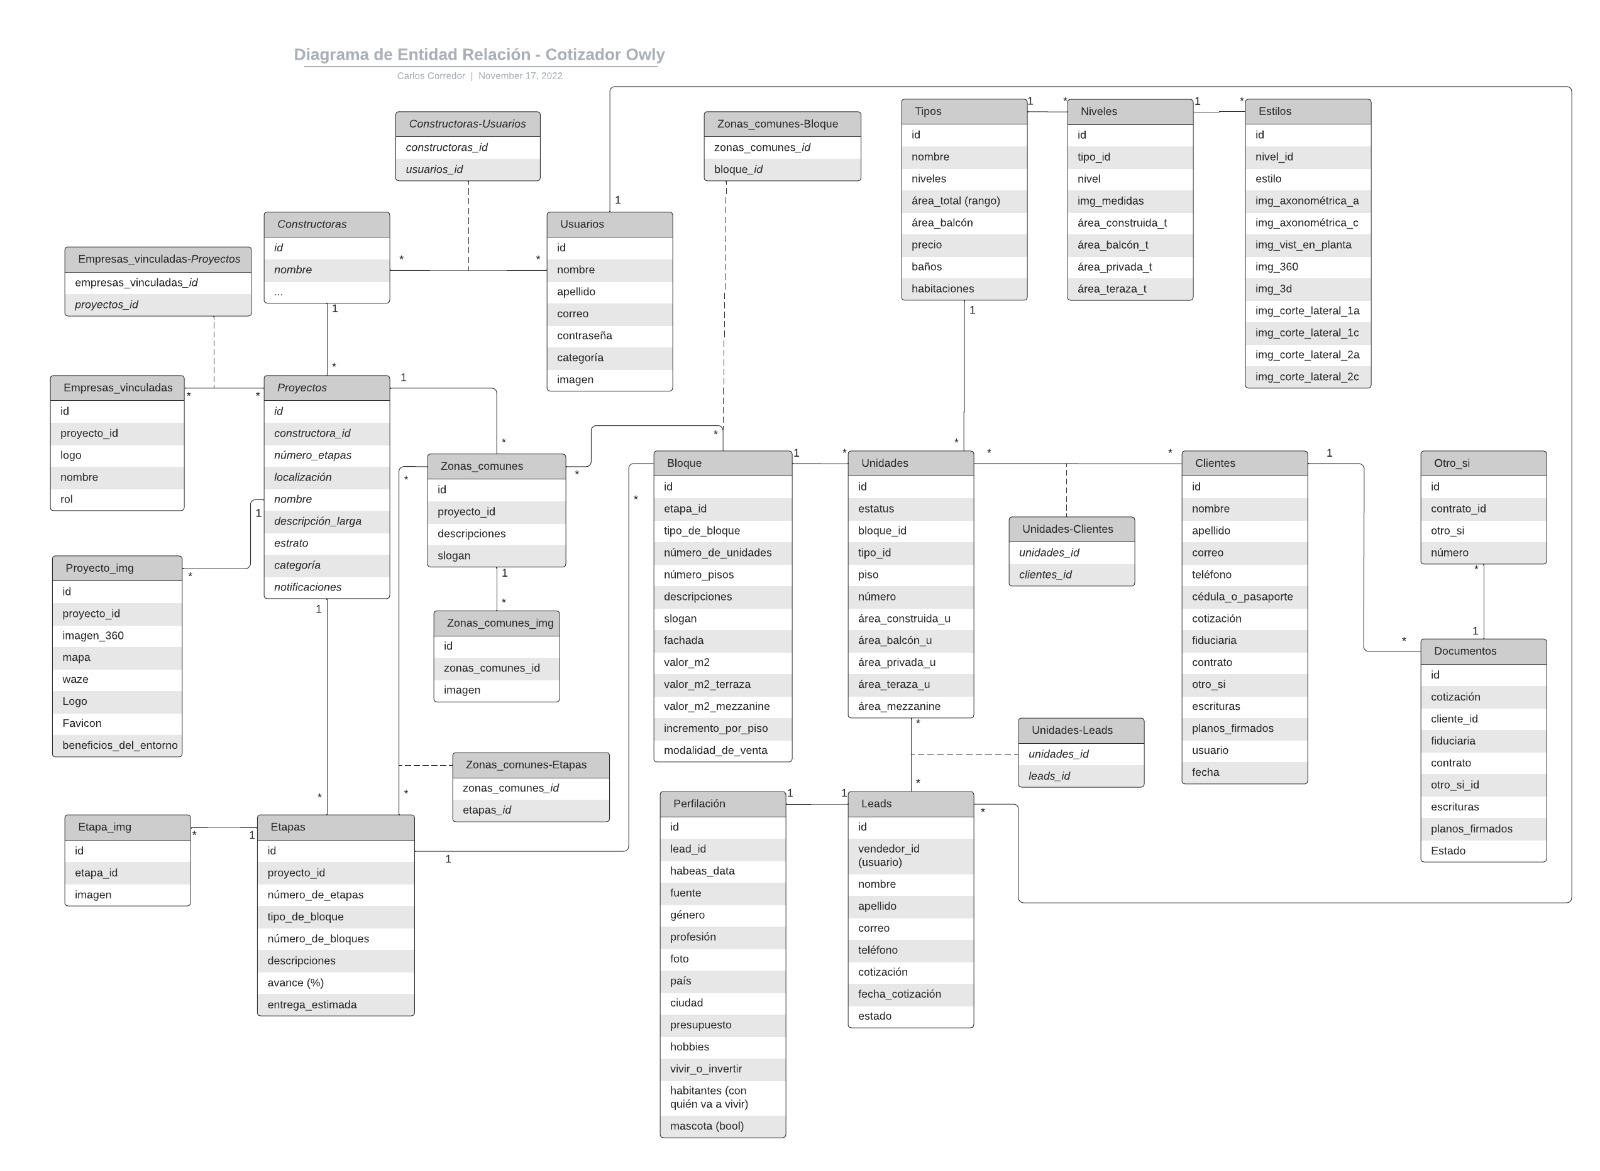 Diagrama de Entidad Relación - Cotizador Owly
Carlos Corredor | November 17, 2022
Constructoras-Usuarios
constructoras_id
usuarios_id
Zonas_comunes-Bloque
zonas_comunes_id
bloque_id
Tipos
id
nombre
niveles
área_total (rango)
área_balcón
precio
baños
habitaciones
1
*
Niveles
id
tipo_id
nivel
img_medidas
área_construida_t
área_balcón_t
área_privada_t
área_teraza_t
1
*
Estilos
id
nivel_id
estilo
img_axonométrica_a
img_axonométrica_c
img_vist_en_planta
img_360
img_3d
img_corte_lateral_1a
img_corte_lateral_1c
img_corte_lateral_2a
img_corte_lateral_2c
Empresas_vinculadas-Proyectos
empresas_vinculadas_id
proyectos_id
Constructoras
id
nombre
...
*
*
1
*
Usuarios
id
nombre
apellido
correo
contraseña
categoría
imagen
1
Empresas_vinculadas
id
proyecto_id
logo
nombre
rol
*
*
Proyectos
id
constructora_id
número_etapas
localización
nombre
descripción_larga
estrato
categoría
notificaciones
1
*
1
*
1
*
Proyecto_img
id
proyecto_id
imagen_360
mapa
waze
Logo
Favicon
beneficios_del_entorno
Zonas_comunes
id
proyecto_id
descripciones
slogan
*
*
*
*
1
*
Zonas_comunes_img
id
zonas_comunes_id
imagen
Zonas_comunes-Etapas
zonas_comunes_id
etapas_id
Etapa_img
id
etapa_id
imagen
*
1
Etapas
id
proyecto_id
número_de_etapas
tipo_de_bloque
número_de_bloques
descripciones
avance (%)
entrega_estimada
1
*
Bloque
id
etapa_id
tipo_de_bloque
número_de_unidades
número_pisos
descripciones
slogan
fachada
valor_m2
valor_m2_terraza
valor_m2_mezzanine
incremento_por_piso
modalidad_de_venta
1
*
1
*
Unidades
id
estatus
bloque_id
tipo_id
piso
número
área_construida_u
área_balcón_u
área_privada_u
área_teraza_u
área_mezzanine
*
*
Unidades-Clientes
unidades_id
clientes_id
Clientes
id
nombre
apellido
correo
teléfono
cédula_o_pasaporte
cotización
fiduciaria
contrato
otro_si
escrituras
planos_firmados
usuario
fecha
1
*
Otro_si
id
contrato_id
otro_si
número
*
1
Documentos
id
cotización
cliente_id
fiduciaria
contrato
otro_si_id
escrituras
planos_firmados
Estado
*
*
Unidades-Leads
unidades_id
leads_id
Perfilación
id
lead_id
habeas_data
fuente
género
profesión
foto
país
ciudad
presupuesto
hobbies
vivir_o_invertir
habitantes (con
quién va a vivir)
mascota (bool)
1
1
Leads
id
vendedor_id
(usuario)
nombre
apellido
correo
teléfono
cotización
fecha_cotización
estado
*